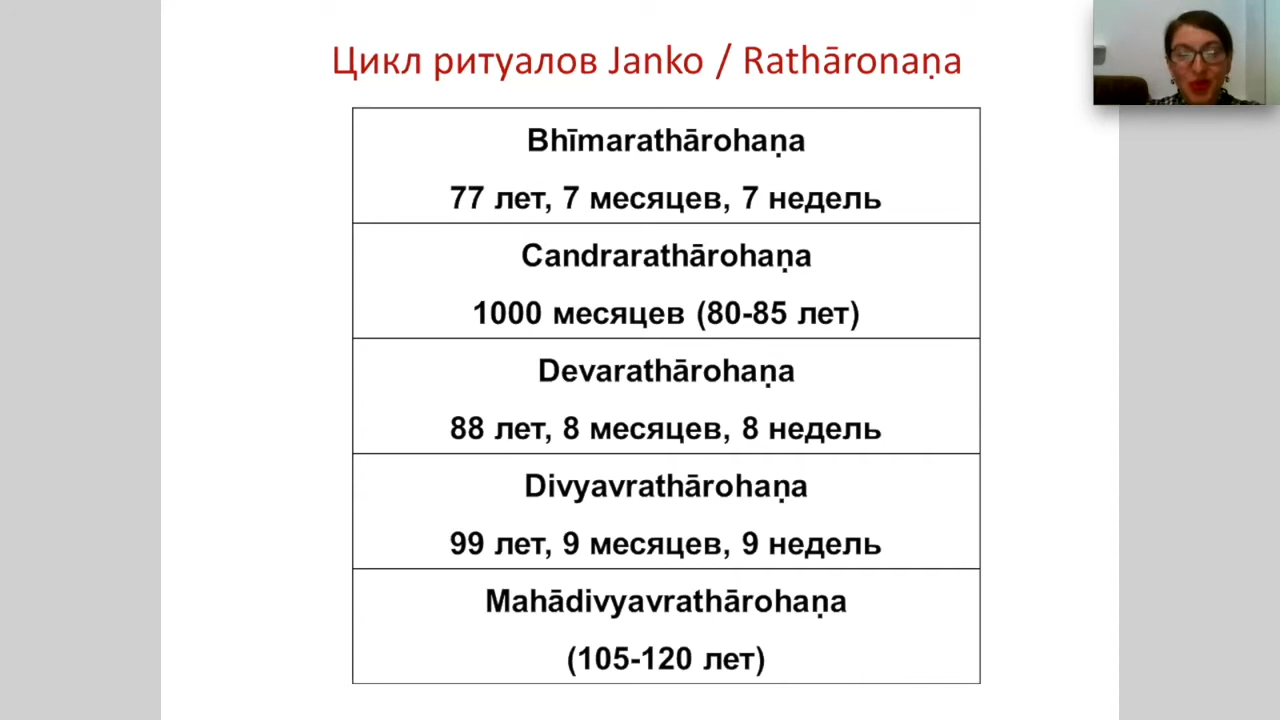 Цикл ритуалов Janko / Rathāronaṇa
Bhīmarathārohaṇa
77 лет, 7 месяцев, 7 недель
Candrarathārohaṇa
1000 месяцев (80-85 лет)
Devarathārohaṇa
88 лет, 8 месяцев, 8 недель
Divyavrathārohaṇa
99 лет, 9 месяцев, 9 недель
Mahādivyavrathārohaṇa
(105-120 лет)